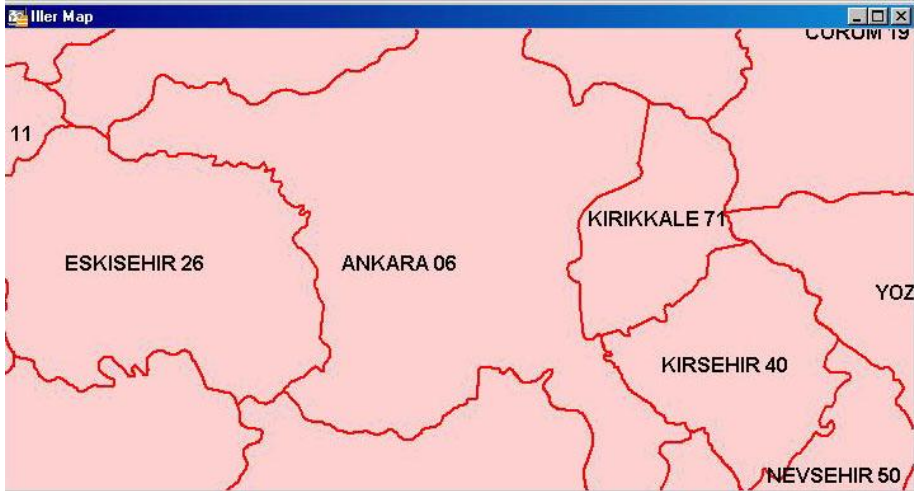 Iller Map
CORUM 19
11
KIRIKKALE 71
ESKISEHIR 26
ANKARA 06
YOZ
KIRSEHIR 40
NEVSEHIR 50